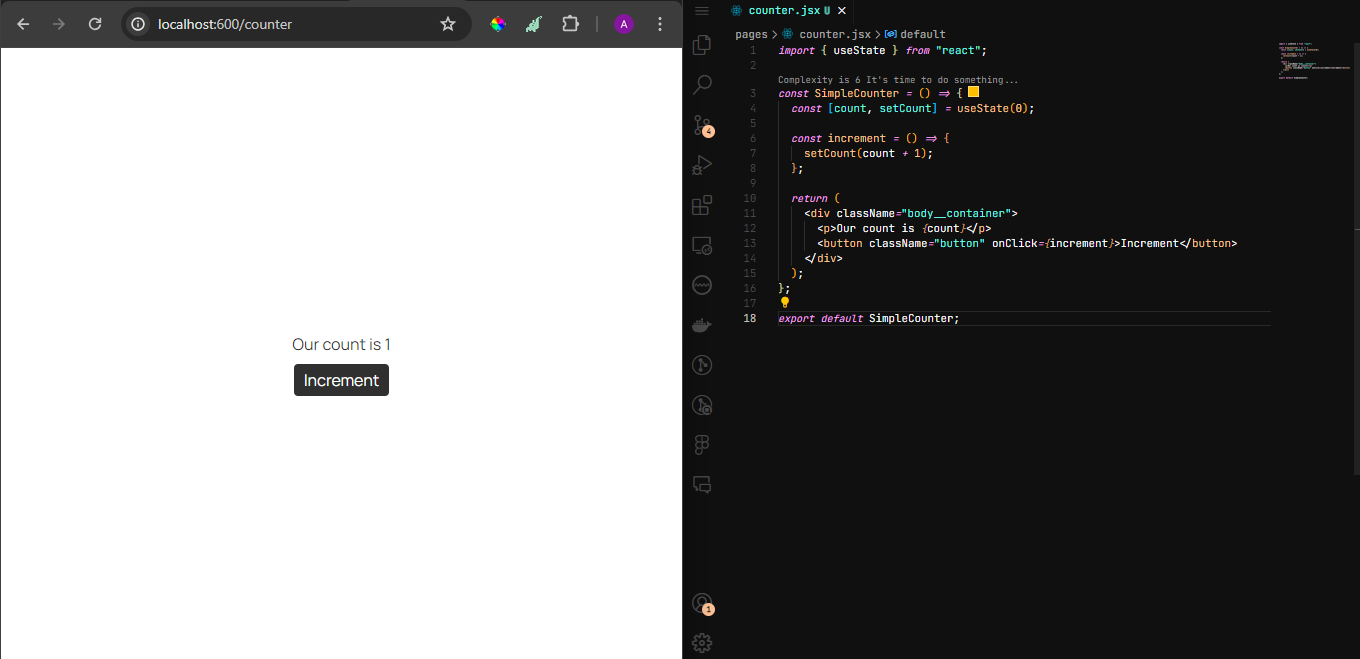 localhost:600/counter
A
Our count is 1
Increment
counter.jsx U
pages > counter.jsx > default
1 import { useState } from "react";
2
Complexity is 6 It's time to do something...
3 const SimpleCounter = () => {
4 const [count, setCount] = useState(0);
5
6 const increment = () => {
7 setCount(count + 1);
8 };
9
10 return (
11 <div className="body__container">
12 <p>Our count is {count}</p>
13 <button className="button" onClick={increment}>Increment</button>
14 </div>
15 );
16 };
17
18 export default SimpleCounter;
4
1